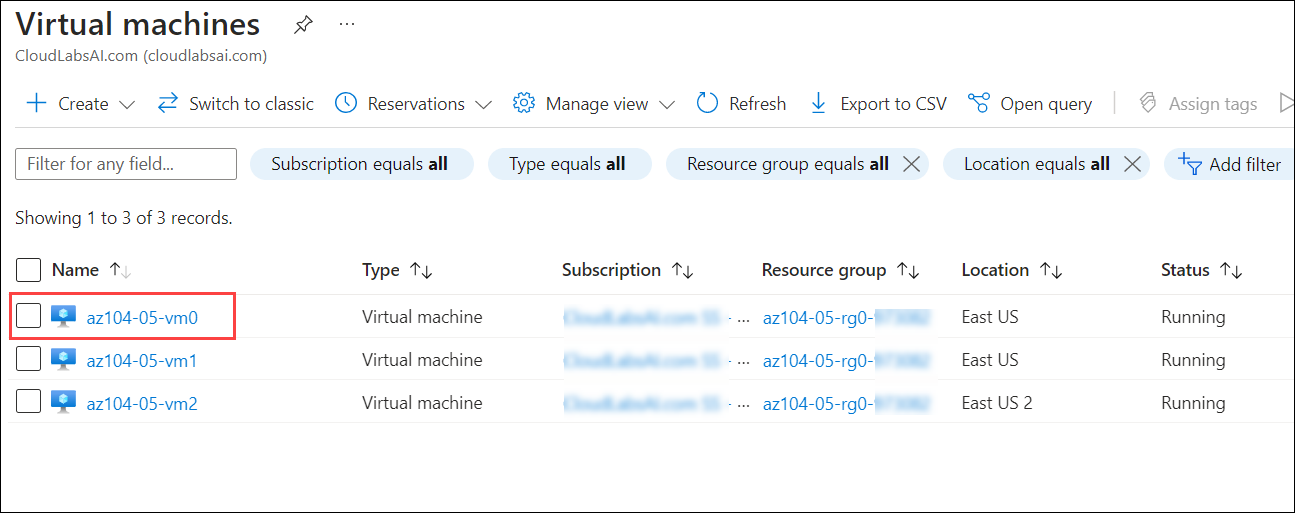 Virtual machines ...
CloudLabsAI.com (cloudlabsai.com)
Create Switch to classic Reservations Manage view Refresh Export to CSV Open query Assign tags
Filter for any field... Subscription equals all Type equals all Resource group equals all Location equals all Add filter
Showing 1 to 3 of 3 records.
Name Type Subscription Resource group Location Status
az104-05-vm0 Virtual machine ... az104-05-rg0- East US Running
az104-05-vm1 Virtual machine ... az104-05-rg0- East US Running
az104-05-vm2 Virtual machine ... az104-05-rg0- East US 2 Running